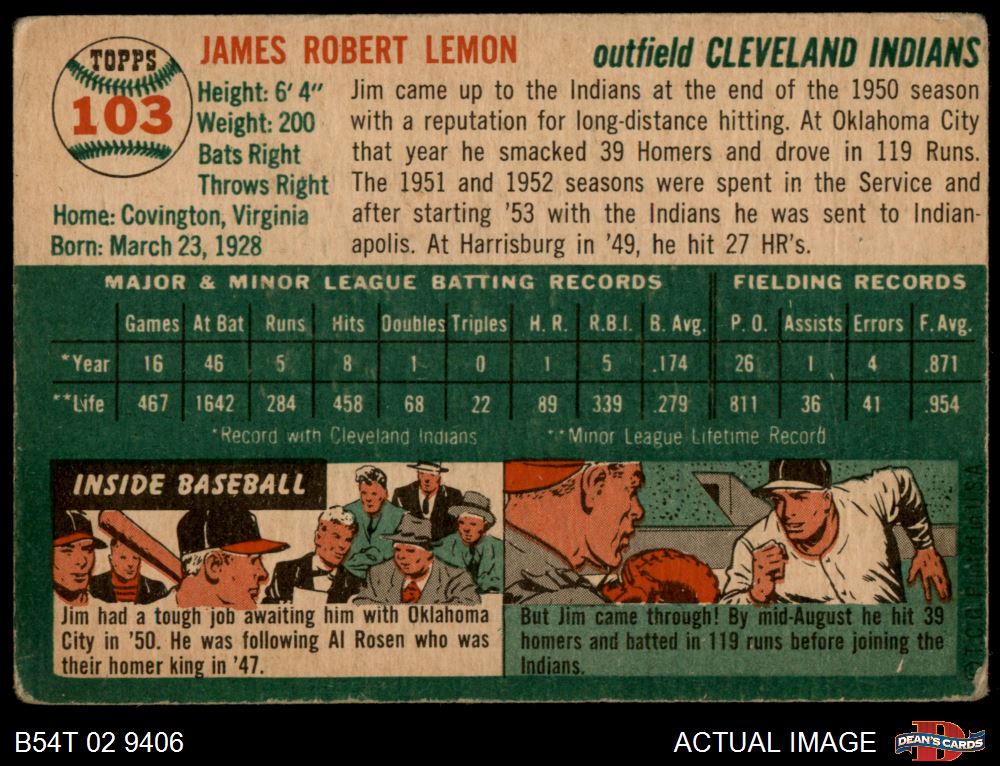 TOPPS
103
JAMES ROBERT LEMON
outfield CLEVELAND INDIANS
Height: 6' 4"
Weight: 200
Bats Right
Throws Right
Home: Covington, Virginia
Born: March 23, 1928
Jim came up to the Indians at the end of the 1950 season
with a reputation for long-distance hitting. At Oklahoma City
that year he smacked 39 Homers and drove in 119 Runs.
The 1951 and 1952 seasons were spent in the Service and
after starting '53 with the Indians he was sent to Indian-
apolis. At Harrisburg in '49, he hit 27 HR's.
MAJOR & MINOR LEAGUE BATTING RECORDS FIELDING RECORDS
Games At Bat Runs Hits Doubles Triples H. R. R.B.I. B. Avg. P. O. Assists Errors F. Avg.
*Year 16 46 5 8 1 0 1 5 .174 26 1 4 .871
**Life 467 1642 284 458 68 22 89 339 .279 811 36 41 .954
*Record with Cleveland Indians **Minor League Lifetime Record
INSIDE BASEBALL
Jim had a tough job awaiting him with Oklahoma
City in '50. He was following Al Rosen who was
their homer king in '47.
But Jim came through! By mid-August he hit 39
homers and batted in 119 runs before joining the
Indians.
B54T 02 9406
ACTUAL IMAGE
DEAN'S CARDS